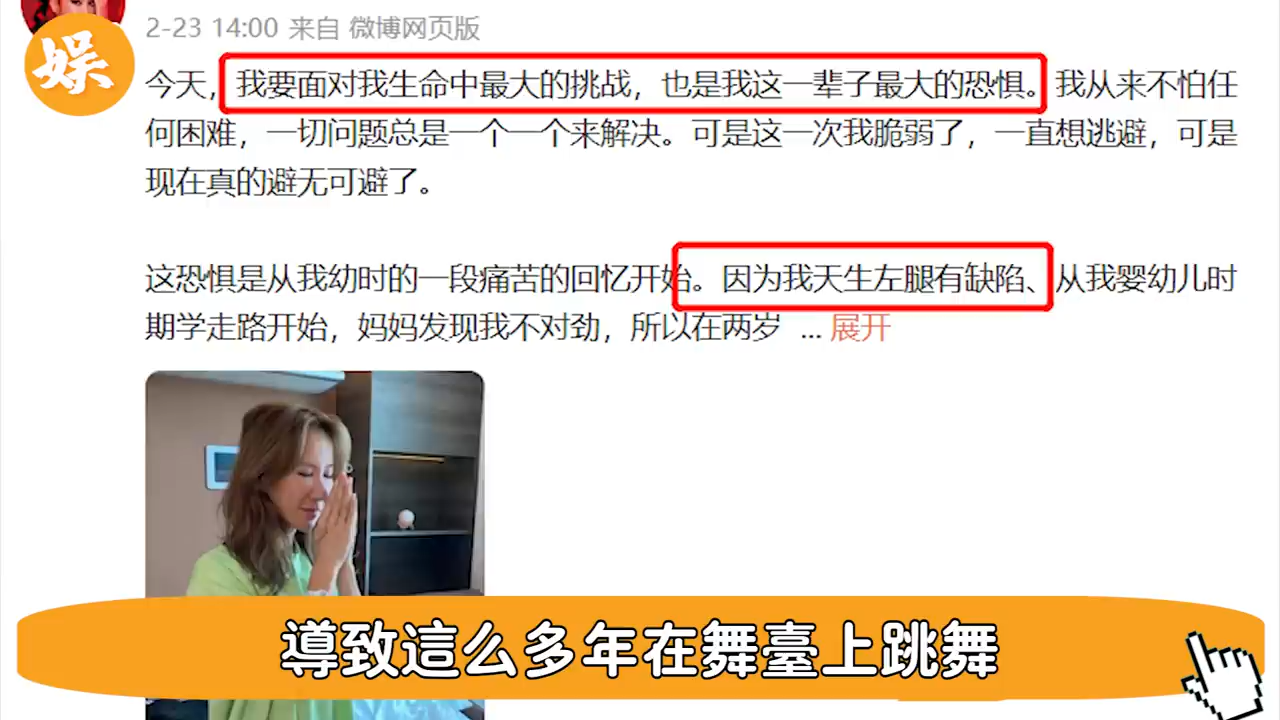 娱
2-23 14:00 来自 微博网页版
今天，我要面对我生命中最大的挑战，也是我这一辈子最大的恐惧。我从来不怕任
何困难，一切问题总是一个一个来解决。可是这一次我脆弱了，一直想逃避，可是
现在真的避无可避了。
这恐惧是从我幼时的一段痛苦的回忆开始。因为我天生左腿有缺陷、从我婴幼儿时
期学走路开始，妈妈发现我不对劲，所以在两岁 ... 展开
導致這么多年在舞臺上跳舞